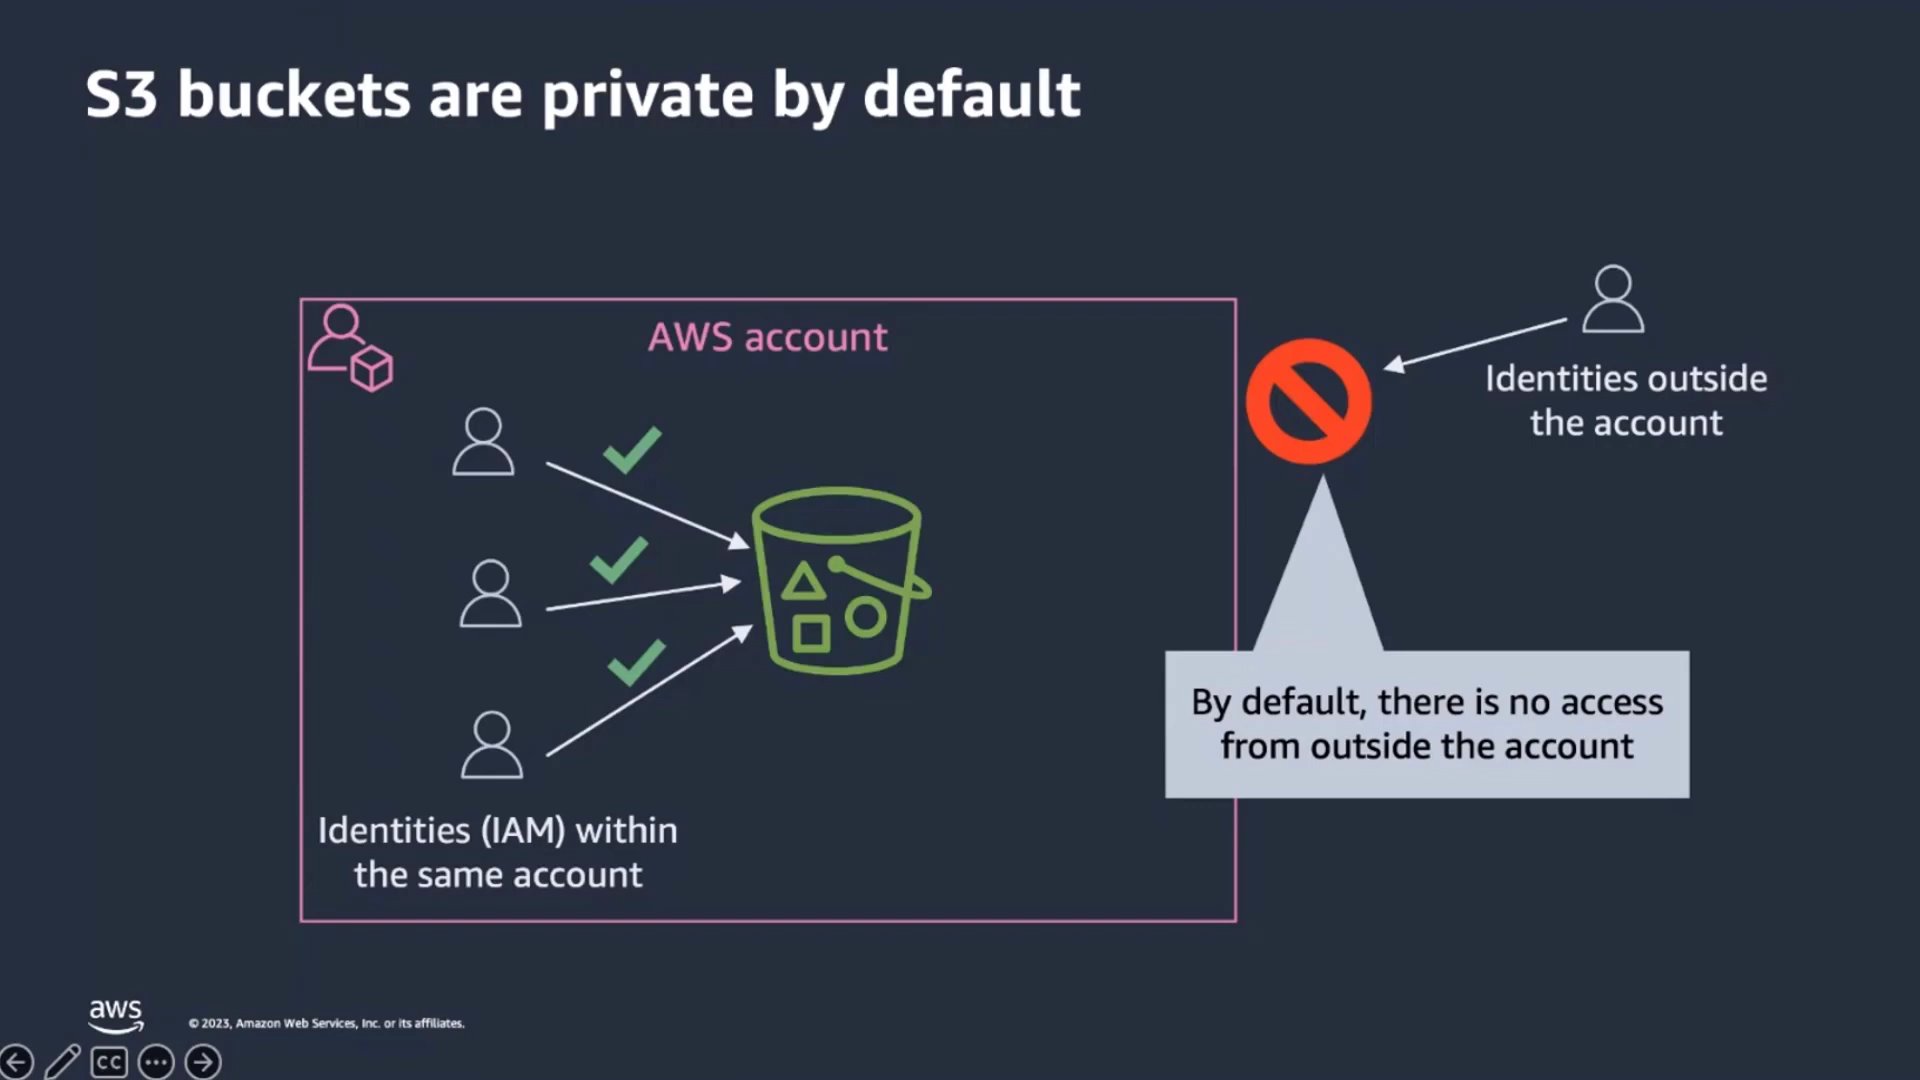 S3 buckets are private by default
AWS account
Identities outside
the account
By default, there is no access
from outside the account
Identities (IAM) within
the same account
aws
© 2023, Amazon Web Services, Inc. or its affiliates.
CC